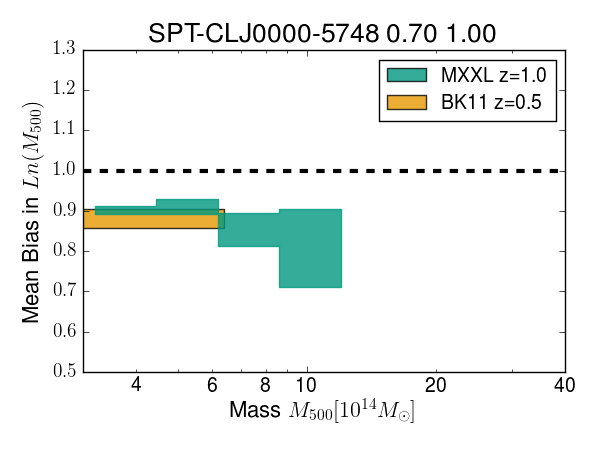 SPT-CLJ0000-5748 0.70 1.00
1.3
1.2
1.1
1.0
0.9
0.8
0.7
0.6
0.5
Mean Bias in Ln(M500)
MXXL z=1.0
BK11 z=0.5
4 6 8 10 20 40
Mass M500[10^14M⊙]